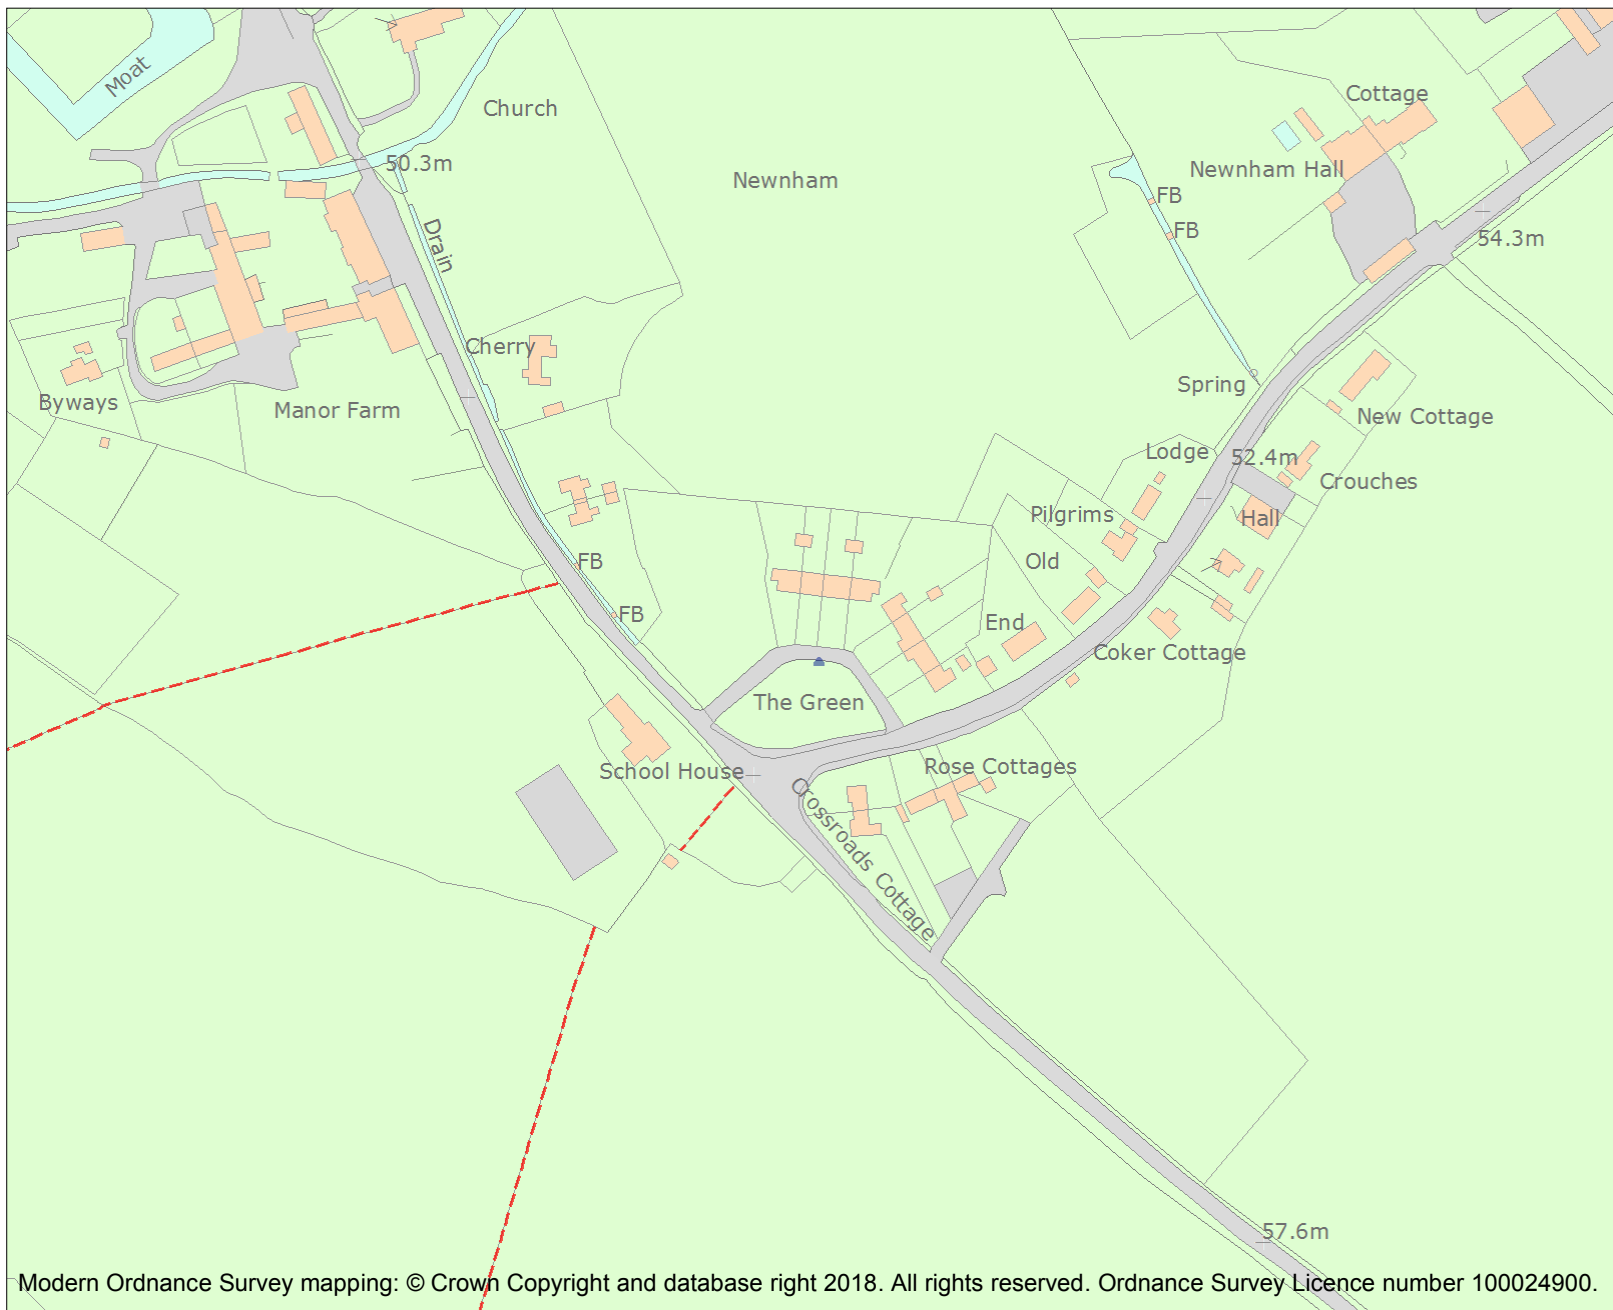 Moat
Church
Cottage
50.3m
Newnham Hall
Newnham
FB
FB
54.3m
Drain
Cherry
Spring
Byways
Manor Farm
New Cottage
Lodge
52.4m
Crouches
Pilgrims
Hall
FB
Old
FB
End
Coker Cottage
The Green
School House
Rose Cottages
Crossroads Cottage
57.6m
Modern Ordnance Survey mapping: © Crown Copyright and database right 2018. All rights reserved. Ordnance Survey Licence number 100024900.